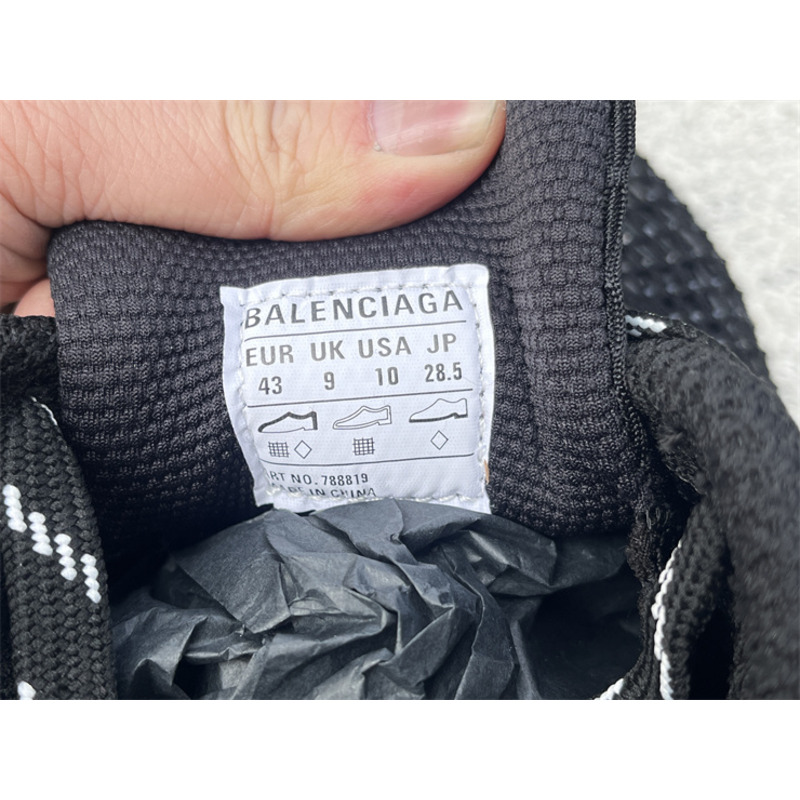 BALENCIAGA
EUR UK USA JP
43 9 10 28.5
ART NO. 788819
MADE IN CHINA